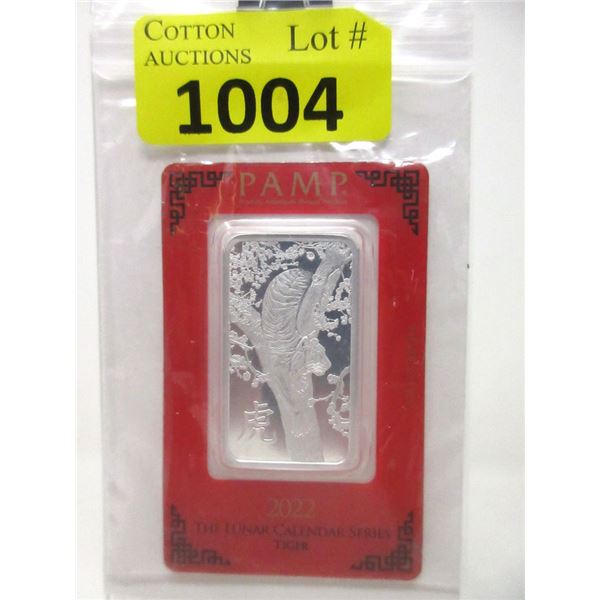 COTTON
AUCTIONS
Lot #
1004
PAMP.
虎
2022
THE LUNAR CALENDAR SERIES
TIGER